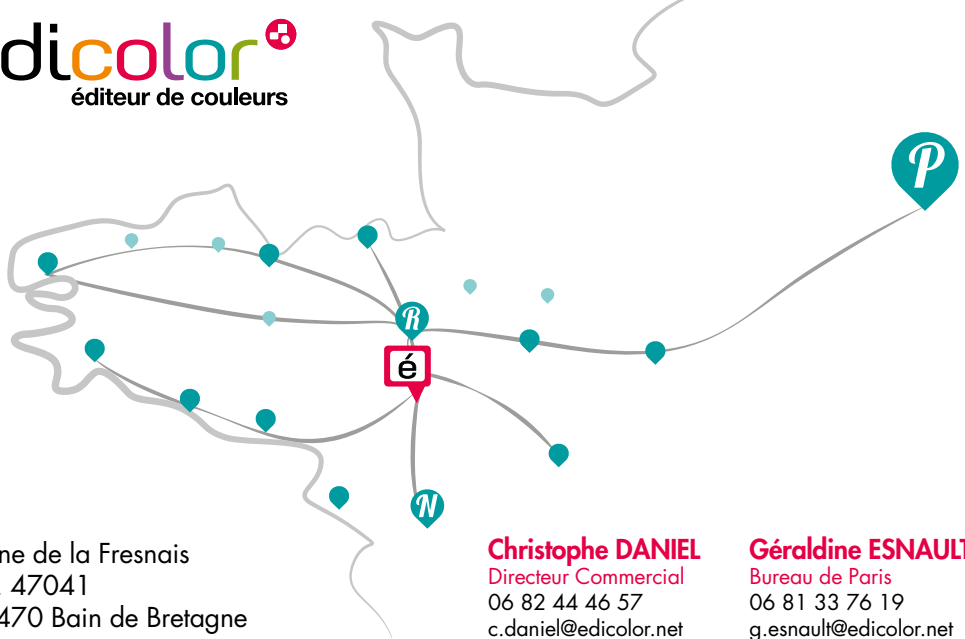 dicolor
éditeur de couleurs
P
R
é
N
ne de la Fresnais
47041
470 Bain de Bretagne
Christophe DANIEL
Directeur Commercial
06 82 44 46 57
c.daniel@edicolor.net
Géraldine ESNAULT
Bureau de Paris
06 81 33 76 19
g.esnault@edicolor.net